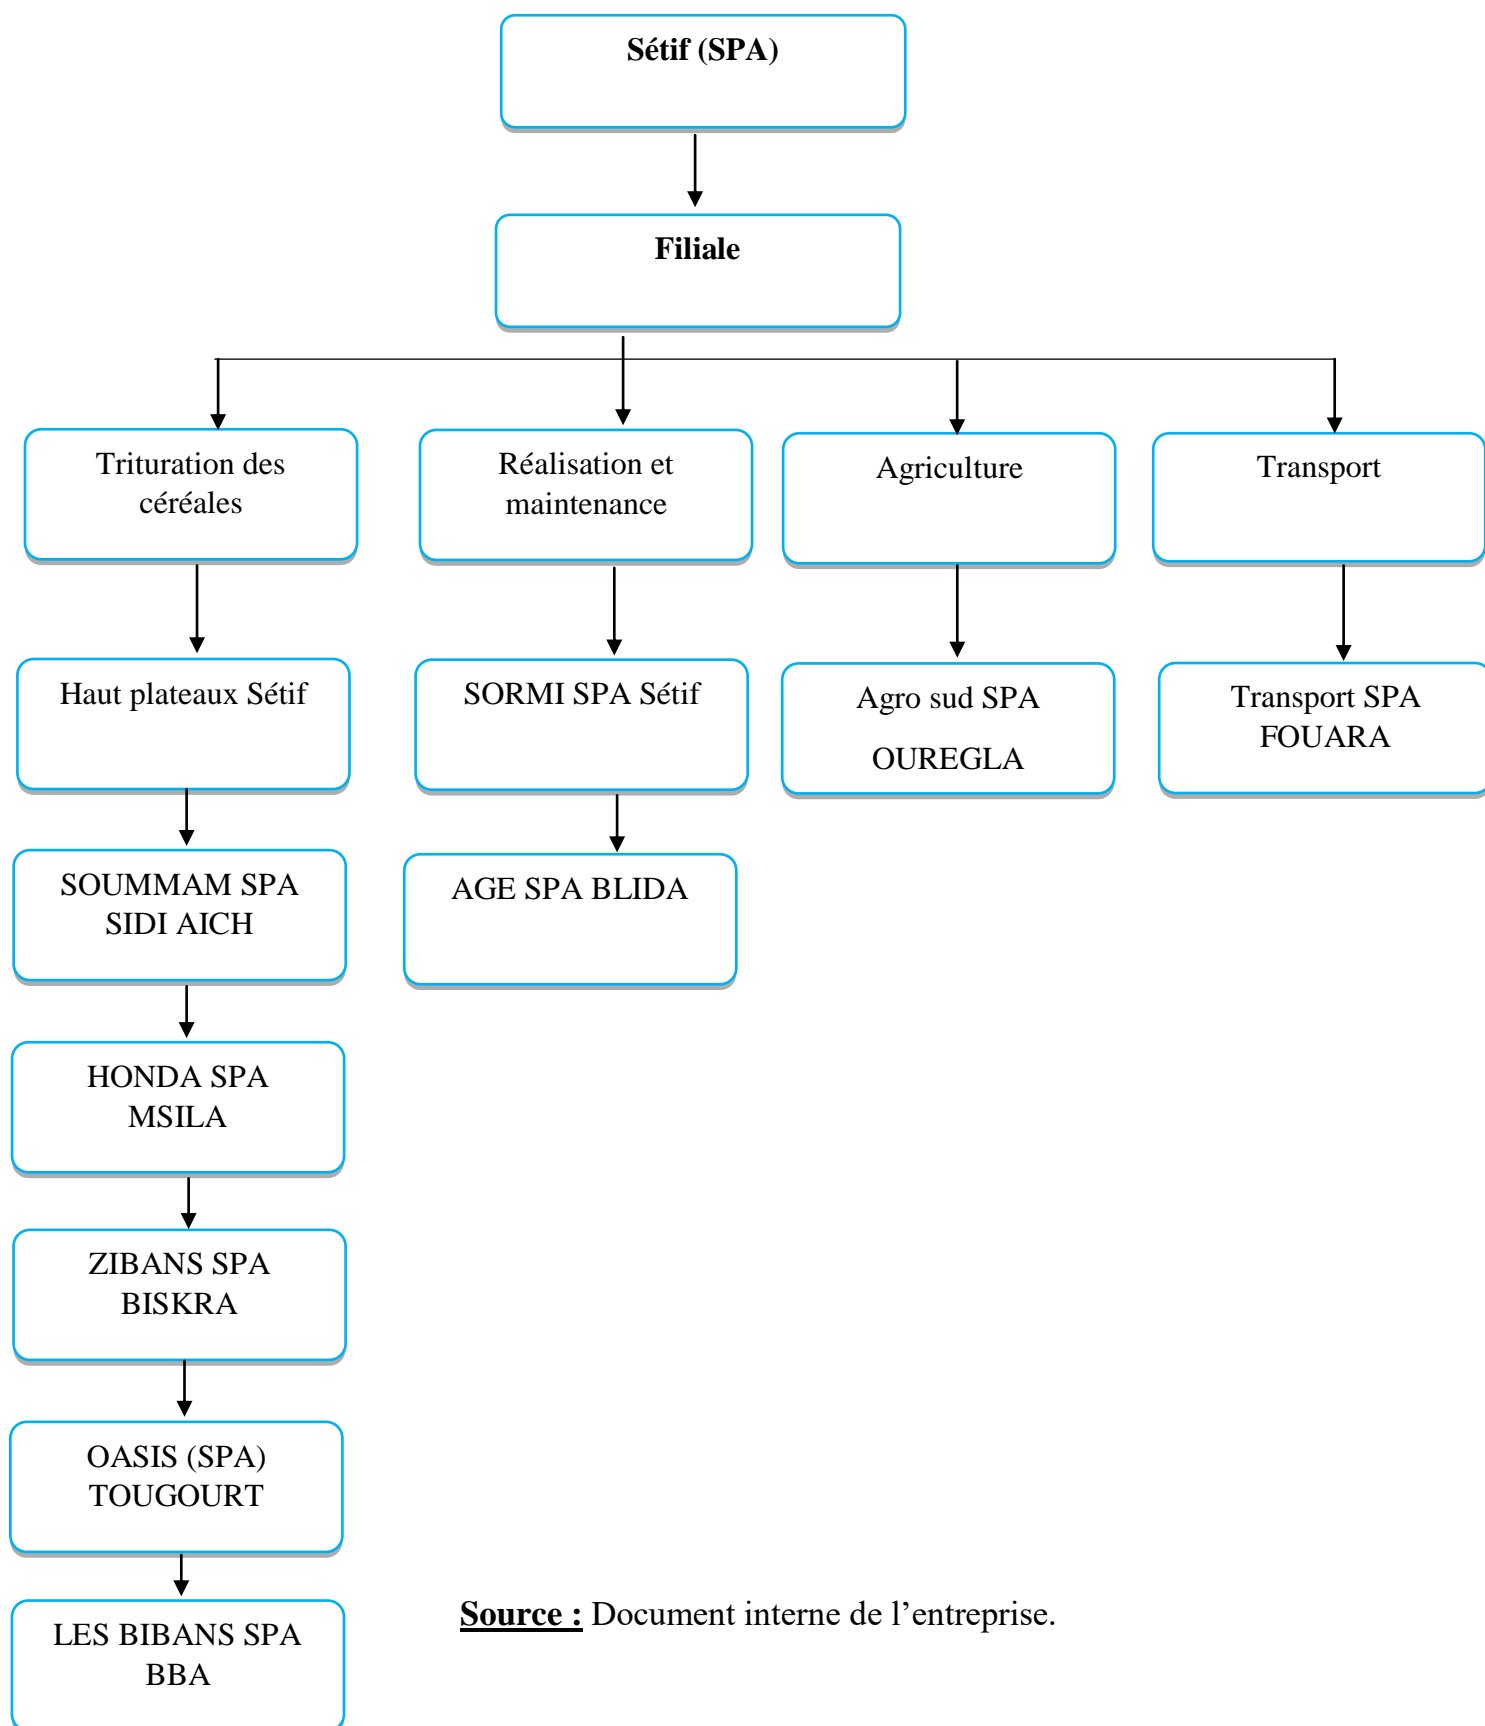 Sétif (SPA)
Filiale
Trituration des
céréales
Réalisation et
maintenance
Agriculture
Transport
Haut plateaux Sétif
SORMI SPA Sétif
Agro sud SPA
OUREGLA
Transport SPA
FOUARA
SOUMMAM SPA
SIDI AICH
AGE SPA BLIDA
HONDA SPA
MSILA
ZIBANS SPA
BISKRA
OASIS (SPA)
TOUGOURT
LES BIBANS SPA
BBA
Source : Document interne de l’entreprise.